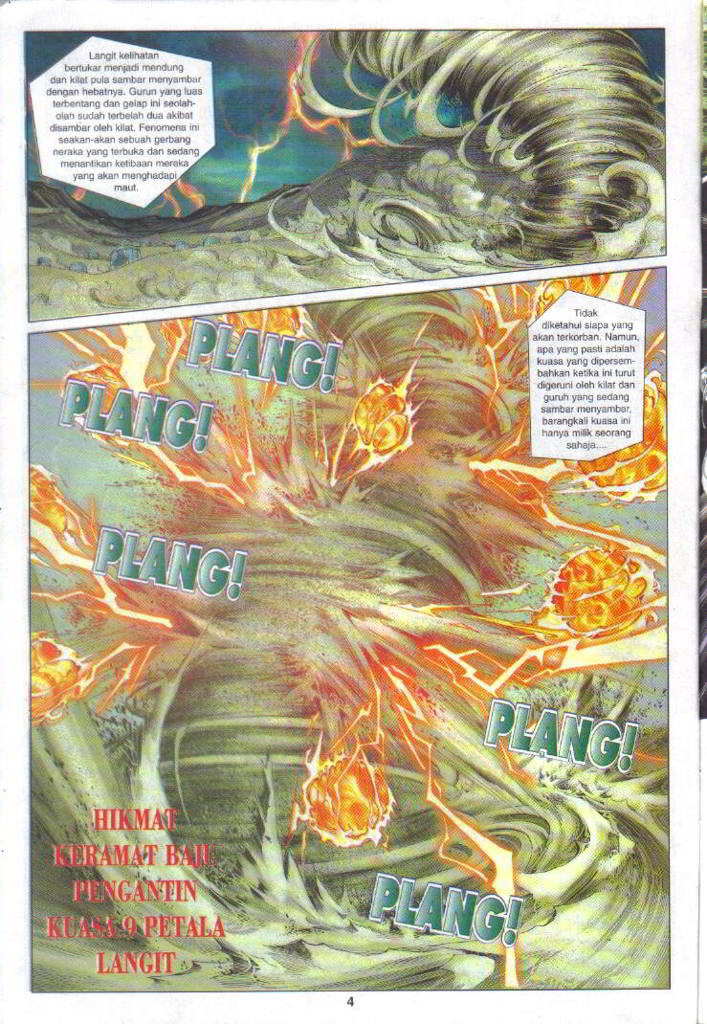 Langit kelihatan
bertukar menjadi mendung
dan kilat pula sambar menyambar
dengan hebatnya. Gurun yang luas
terbentang dan gelap ini seolah-
olah sudah terbelah dua akibat
disambar oleh kilat. Fenomena ini
seakan-akan sebuah gerbang
neraka yang terbuka dan sedang
menantikan ketibaan mereka
yang akan menghadapi
maut.
Tidak
diketahui siapa yang
akan terkorban. Namun,
apa yang pasti adalah
kuasa yang dipersem-
bahkan ketika ini turut
digeruni oleh kilat dan
guruh yang sedang
sambar menyambar,
barangkali kuasa ini
hanya milik seorang
sahaja....
PLANG!
PLANG!
PLANG!
PLANG!
PLANG!
HIKMAT
KERAMAT BAJU
PENGANTIN
KUASA 9 PETALA
LANGIT
4